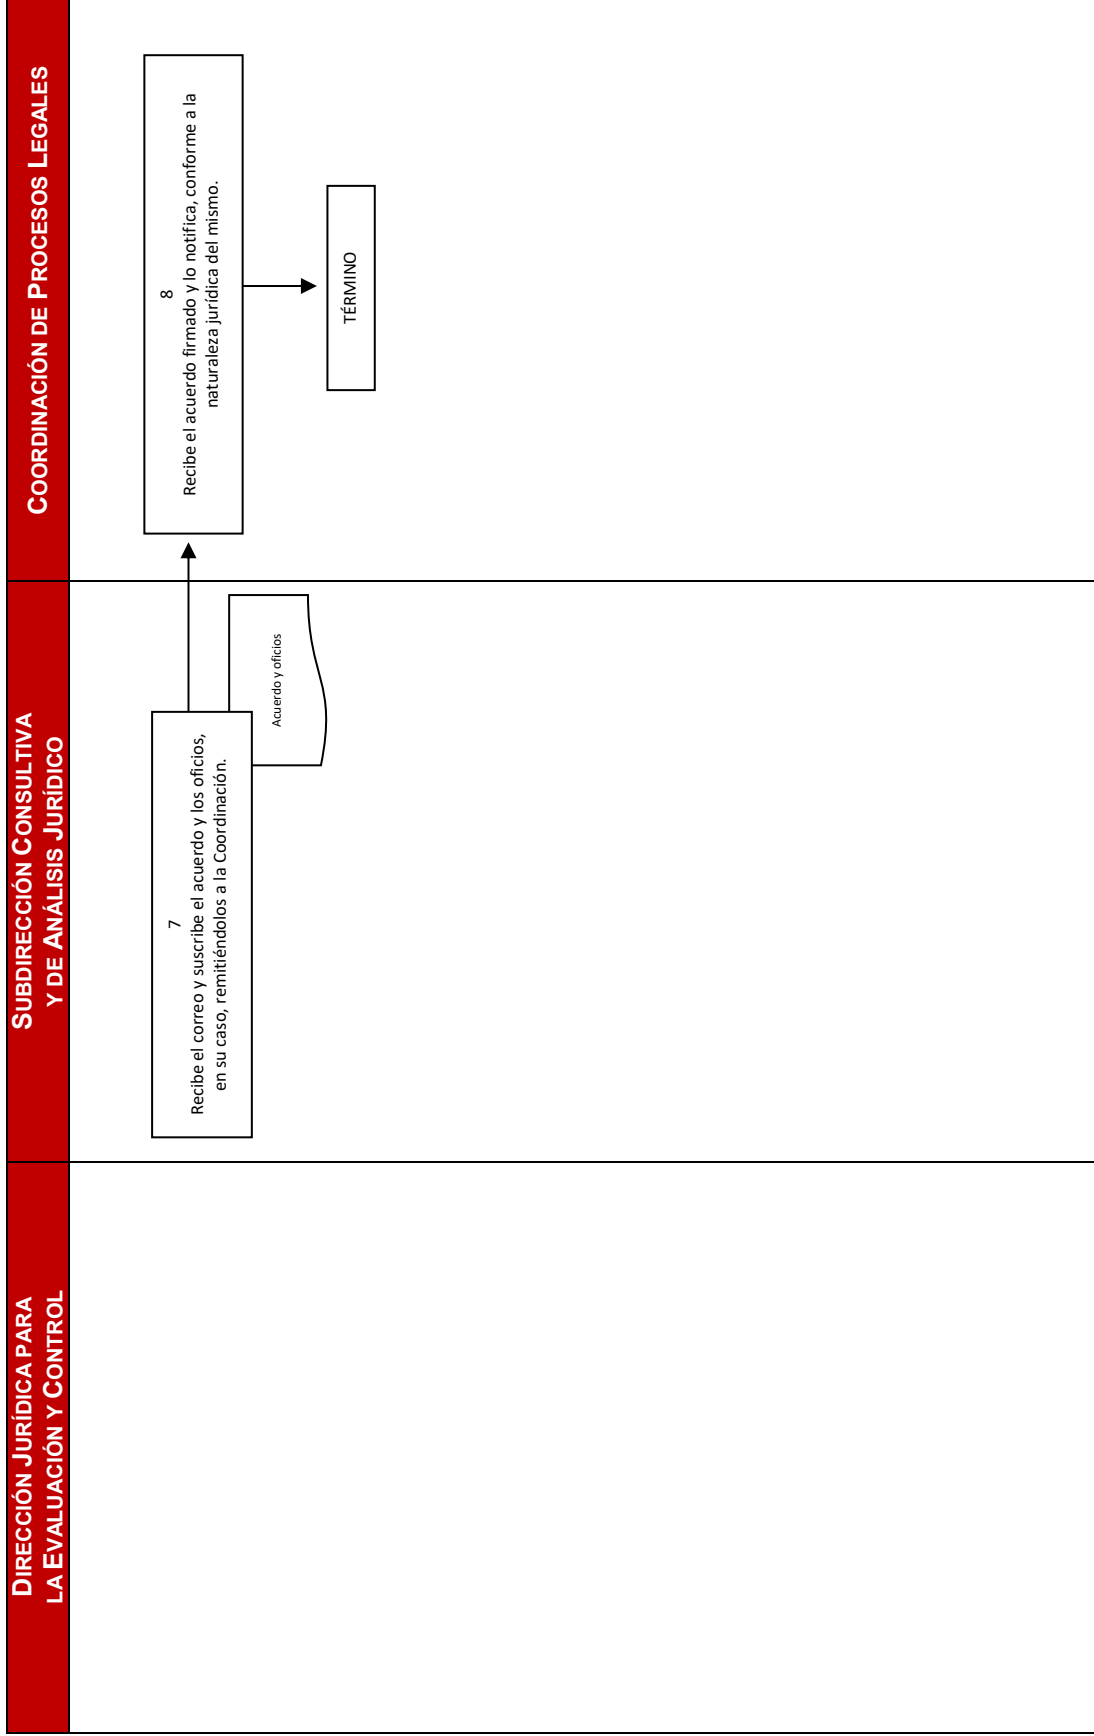 DIRECCIÓN JURÍDICA PARA
LA EVALUACIÓN Y CONTROL
SUBDIRECCIÓN CONSULTIVA
Y DE ANÁLISIS JURÍDICO
COORDINACIÓN DE PROCESOS LEGALES
7
Recibe el correo y suscribe el acuerdo y los oficios,
en su caso, remitiéndolos a la Coordinación.
Acuerdo y oficios
8
Recibe el acuerdo firmado y lo notifica, conforme a la
naturaleza jurídica del mismo.
TÉRMINO